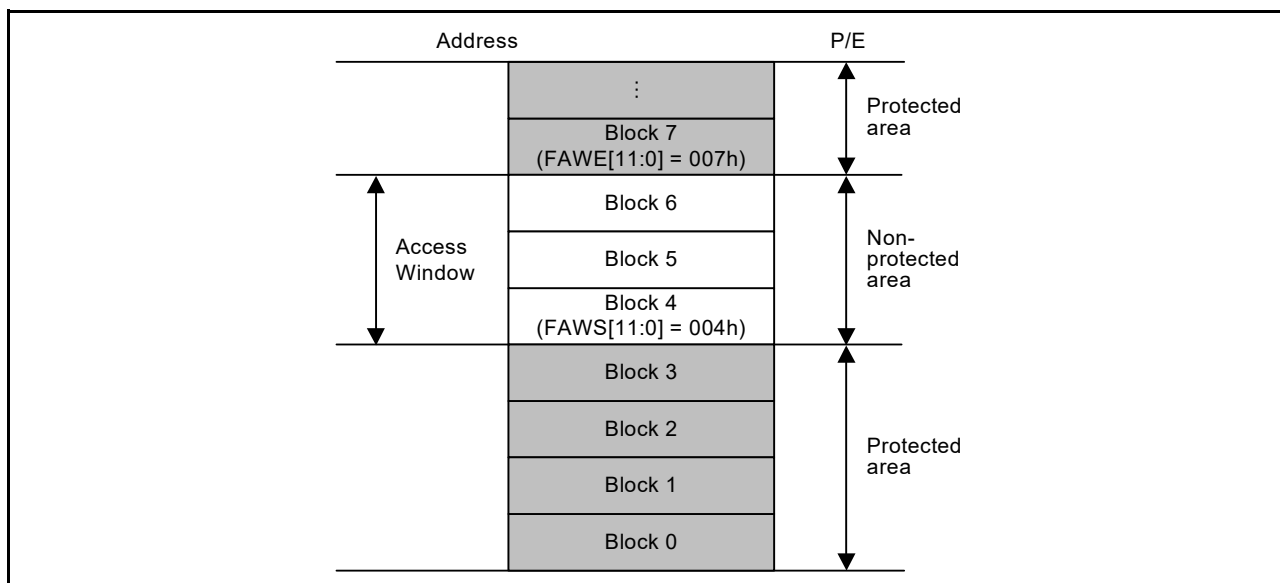 Address
P/E
⋮
Block 7
(FAWE[11:0] = 007h)
Protected
area
Block 6
Block 5
Block 4
(FAWS[11:0] = 004h)
Access
Window
Non-
protected
area
Block 3
Block 2
Block 1
Block 0
Protected
area